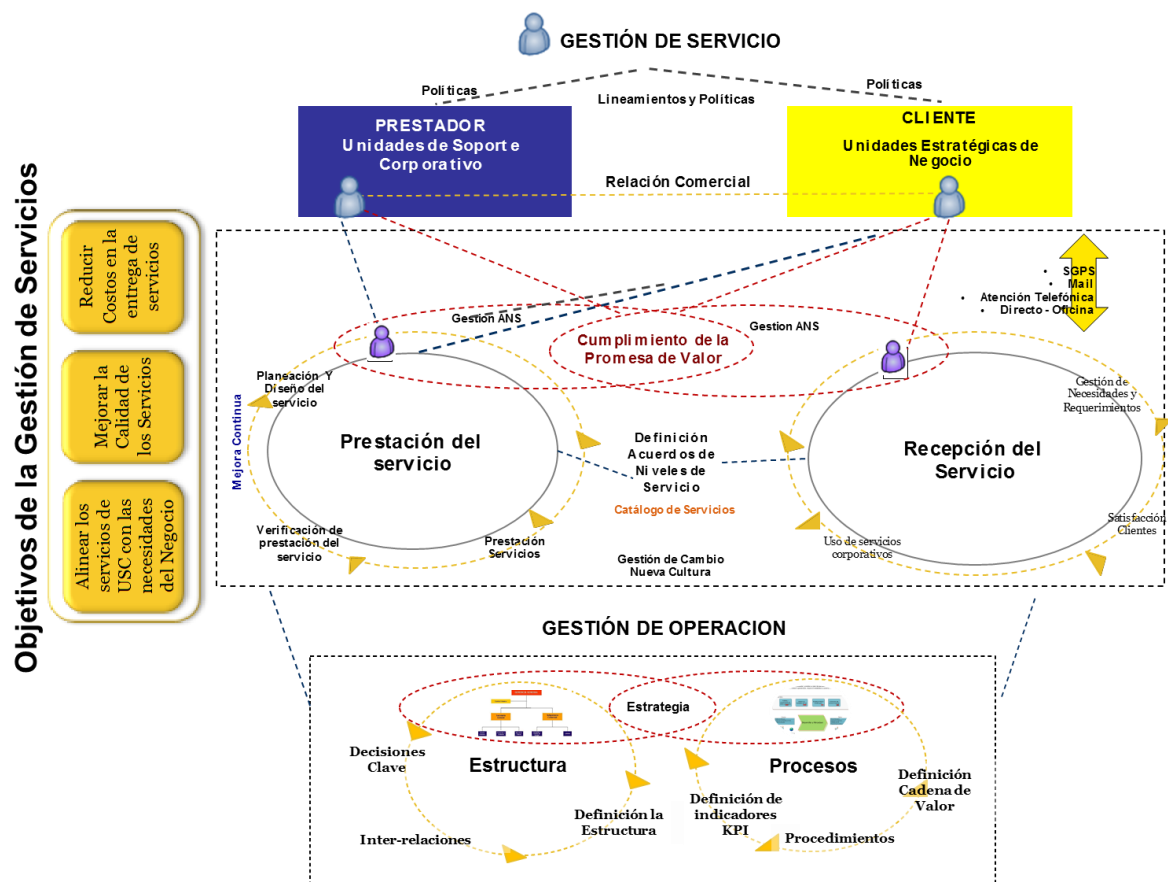 GESTIÓN DE SERVICIO
Políticas
Políticas
Lineamientos y Políticas
PRESTADOR
Unidades de Soporte
Corporativo
CLIENTE
Unidades Estratégicas de
Negocio
Relación Comercial
Objetivos de la Gestión de Servicios
Reducir
Costos en la
entrega de
servicios
Mejorar la
Calidad de
los Servicios
Alinear los
servicios de
USC con las
necesidades
del Negocio
• SGPS
• Mail
• Atención Telefónica
• Directo - Oficina
Gestion ANS
Gestion ANS
Cumplimiento de la
Promesa de Valor
Planeación Y
Diseño del
servicio
Mejora Continua
Prestación del
servicio
Verificación de
prestación del
servicio
Prestación
Servicios
Definición
Acuerdos de
Niveles de
Servicio
Catálogo de Servicios
Gestión de Cambio
Nueva Cultura
Gestión de
Necesidades y
Requerimientos
Recepción del
Servicio
Satisfacción
Clientes
Uso de servicios
corporativos
GESTIÓN DE OPERACION
Estrategia
Decisiones
Clave
Estructura
Definición la
Estructura
Inter-relaciones
Procesos
Definición de
indicadores
KPI
Procedimientos
Definición
Cadena de
Valor